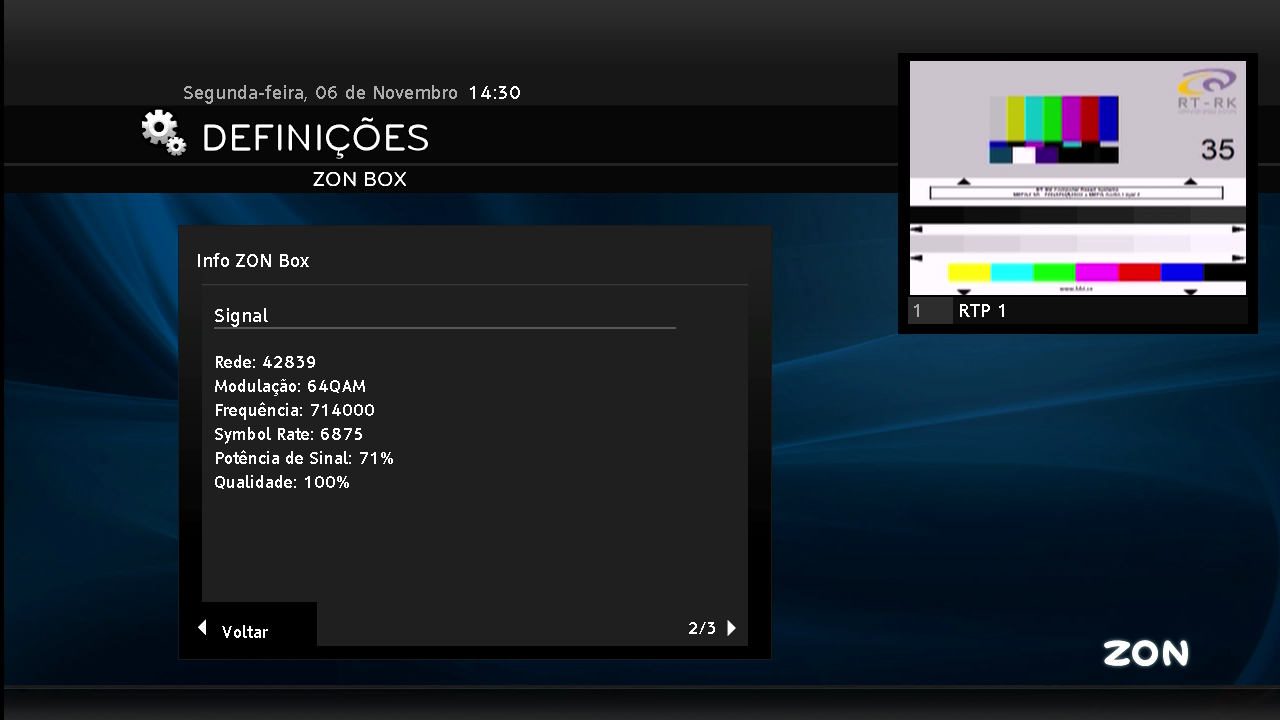 Segunda-feira, 06 de Novembro 14:30
DEFINIÇÕES
ZON BOX
RT-RK
35
1 RTP 1
Info ZON Box
Signal
Rede: 42839
Modulação: 64QAM
Frequência: 714000
Symbol Rate: 6875
Potência de Sinal: 71%
Qualidade: 100%
Voltar
2/3
ZON